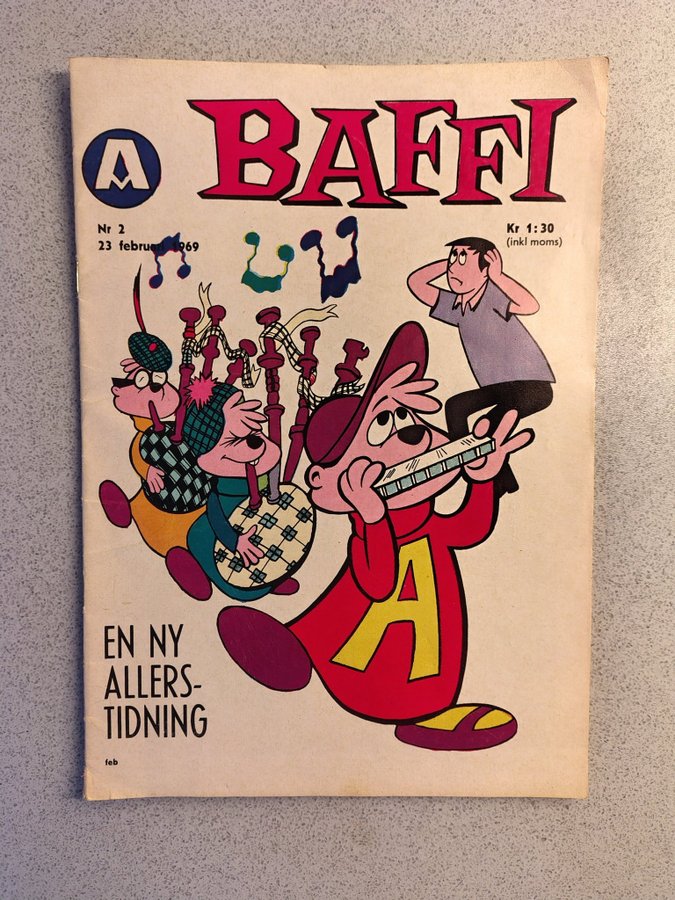 A
BAFFI
Nr 2
23 februari 1969
Kr 1:30
(inkl moms)
A
EN NY
ALLERS-
TIDNING
feb